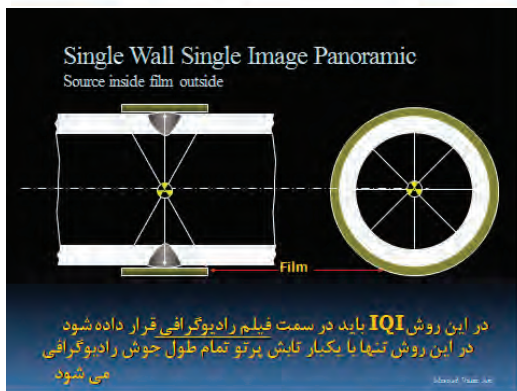 Single Wall Single Image Panoramic
Source inside film outside
Film
در این روش IQI باید در سمت فیلم رادیوگرافی قرار داده شود
در این روش تنها با یکبار تابش پرتو تمام طول جوش رادیوگرافی
می شود